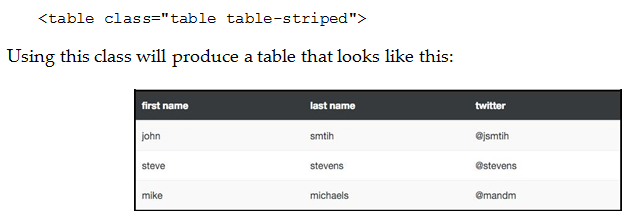 <table class="table table-striped">
Using this class will produce a table that looks like this:
first name last name twitter
john smtih @jsmtih
steve stevens @stevens
mike michaels @mandm